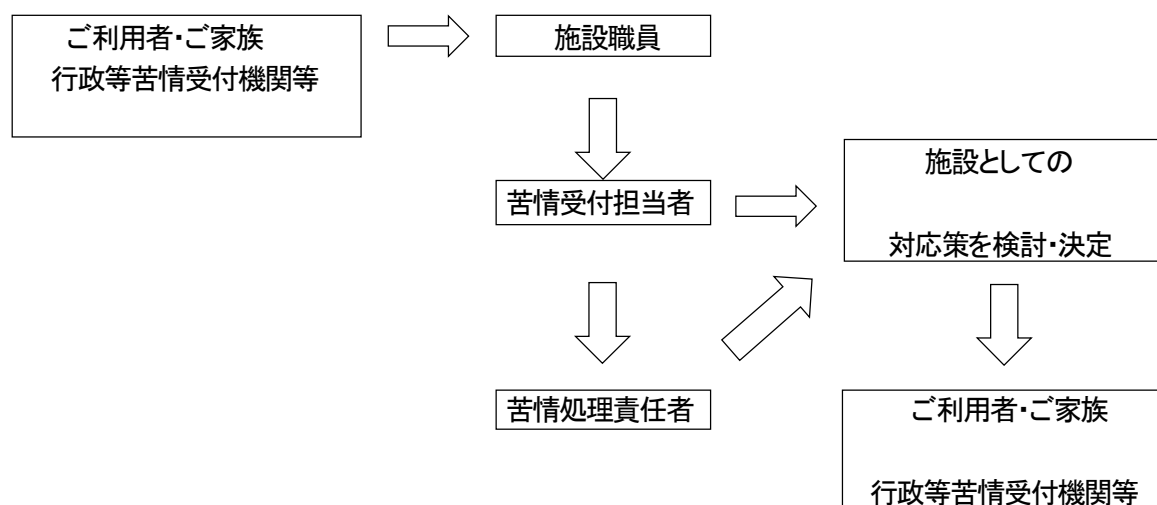 ご利用者・ご家族
行政等苦情受付機関等
施設職員
苦情受付担当者
苦情処理責任者
施設としての
対応策を検討・決定
ご利用者・ご家族
行政等苦情受付機関等